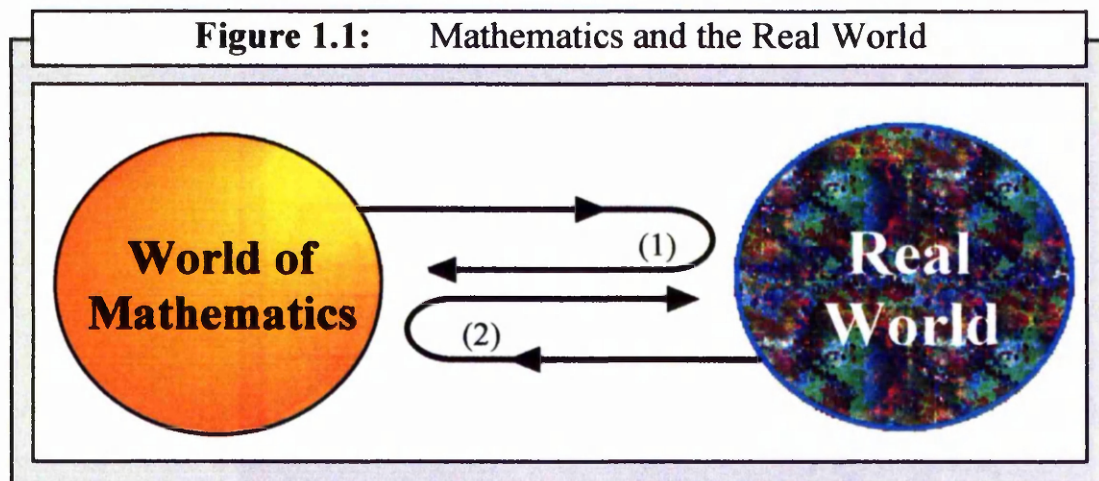 Figure 1.1: Mathematics and the Real World
World of
Mathematics
(1)
(2)
Real
World